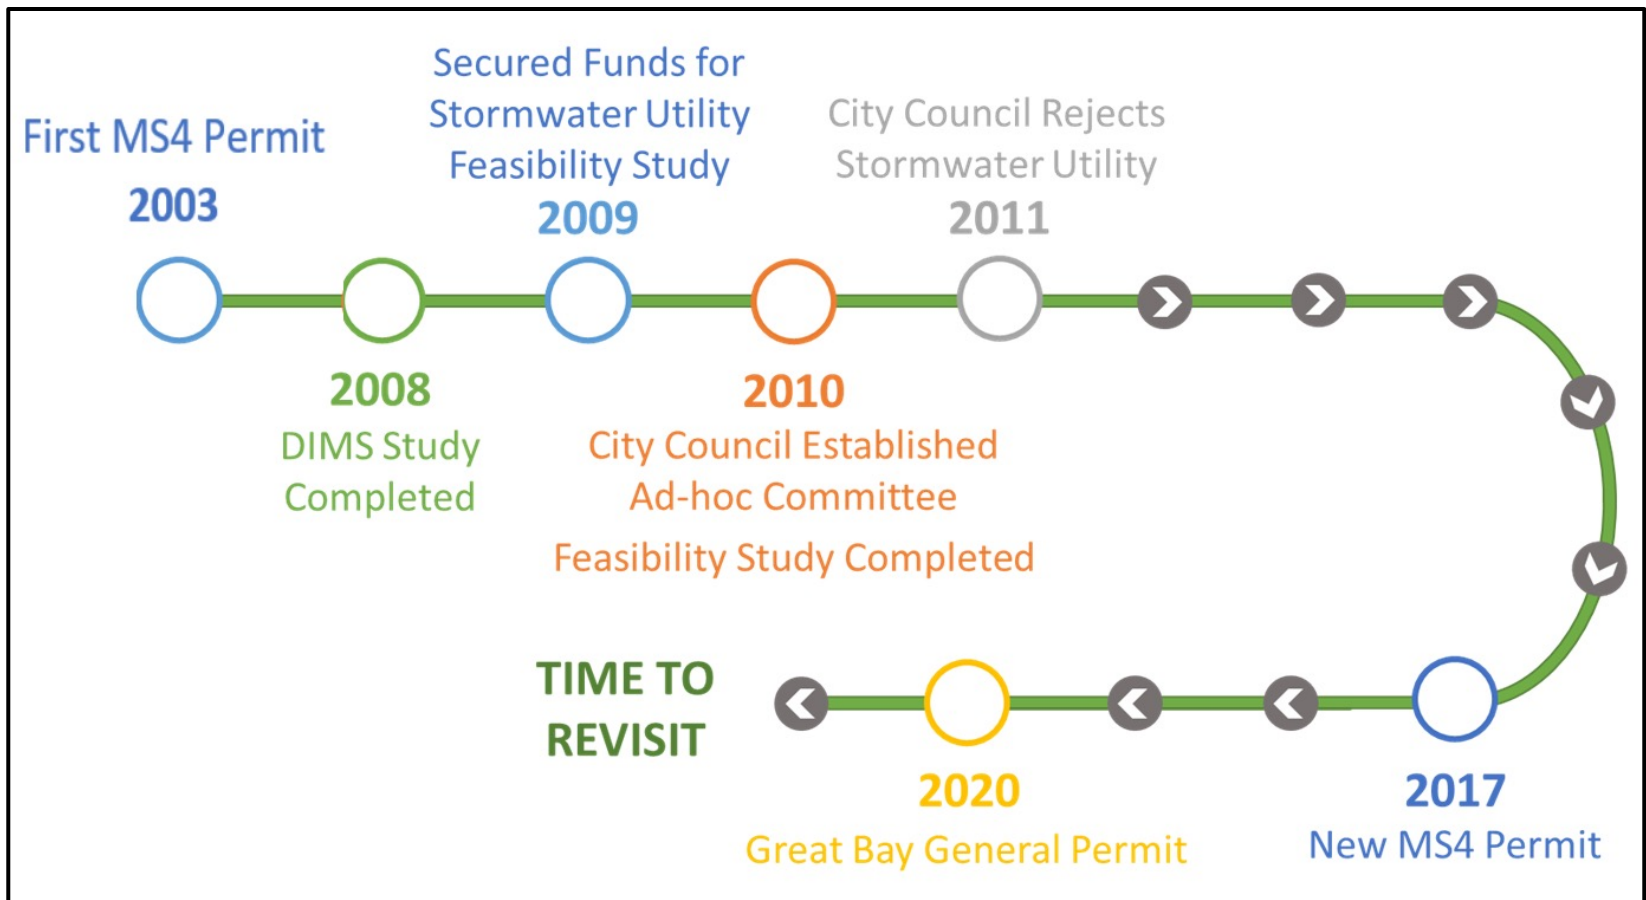 First MS4 Permit
2003
2008
DIMS Study
Completed
Secured Funds for
Stormwater Utility
Feasibility Study
2009
2010
City Council Established
Ad-hoc Committee
Feasibility Study Completed
City Council Rejects
Stormwater Utility
2011
2017
New MS4 Permit
2020
Great Bay General Permit
TIME TO
REVISIT